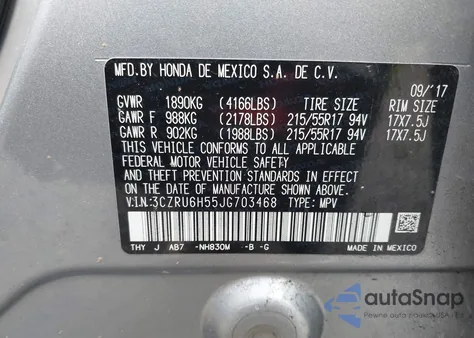 MFD.BY HONDA DE MEXICO S.A. DE C.V.
09/'17
GVWR 1890KG (4166LBS) TIRE SIZE RIM SIZE
GAWR F 988KG (2178LBS) 215/55R17 94V 17X7.5J
GAWR R 902KG (1988LBS) 215/55R17 94V 17X7.5J
THIS VEHICLE CONFORMS TO ALL APPLICABLE
FEDERAL MOTOR VEHICLE SAFETY AND
THEFT PREVENTION STANDARDS IN EFFECT ON
THE DATE OF MANUFACTURE SHOWN ABOVE.
V:I:N:3CZRU6H55JG703468 TYPE: MPV
THY J AB7 -NH830M -B -G MADE IN MEXICO
autoSnap
Pewne auto z USA i